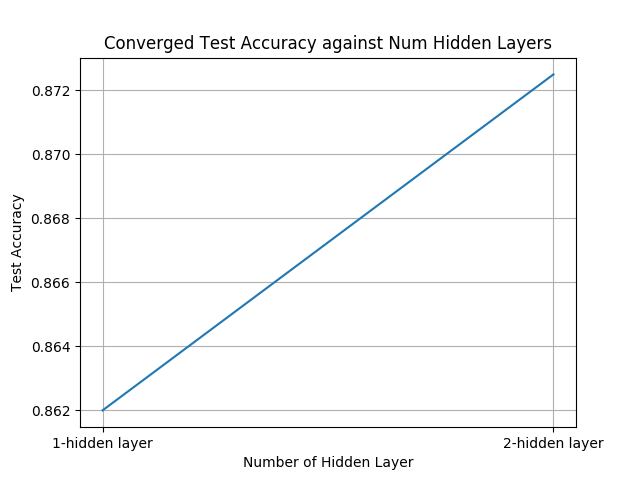 Converged Test Accuracy against Num Hidden Layers
0.872
0.870
0.868
0.866
0.864
0.862
Test Accuracy
1-hidden layer
2-hidden layer
Number of Hidden Layer